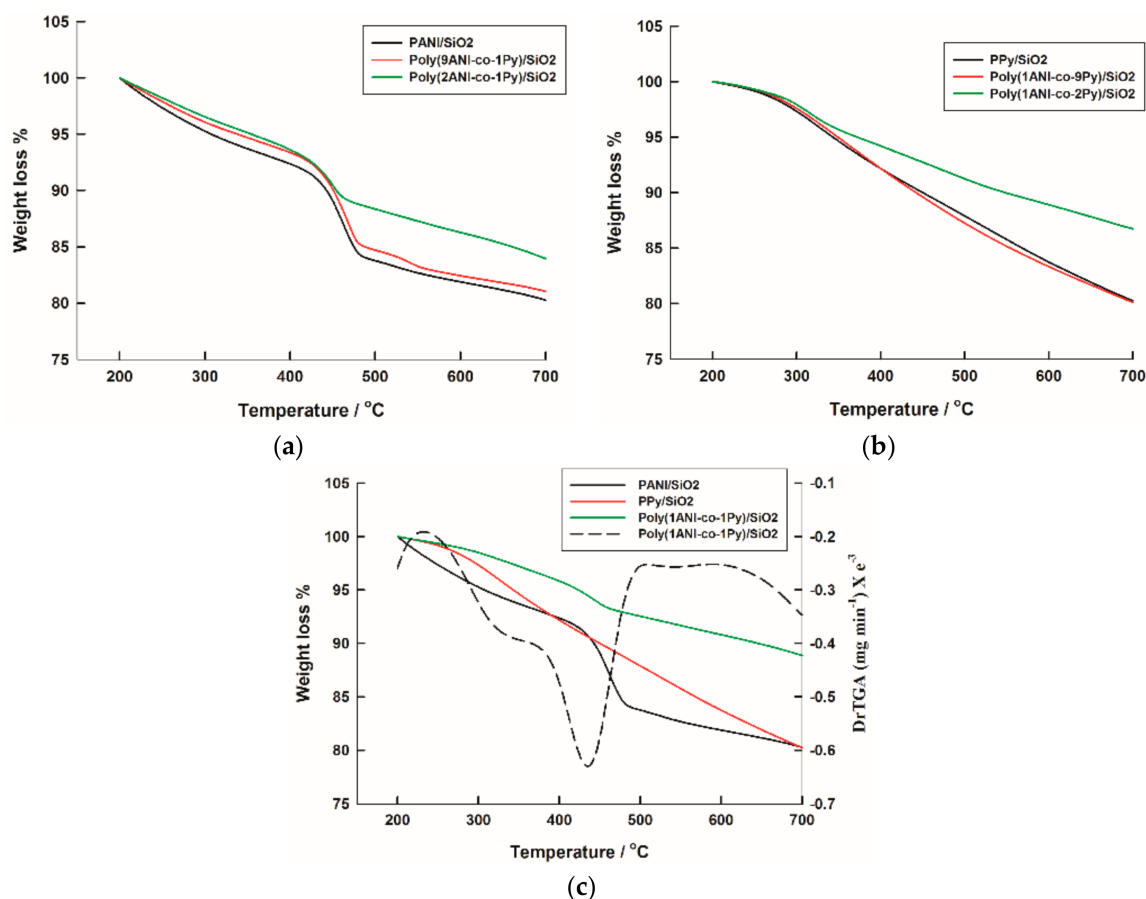 105
100
95
90
85
80
75
Weight loss %
PANI/SiO2
Poly(9ANI-co-1Py)/SiO2
Poly(2ANI-co-1Py)/SiO2
200 300 400 500 600 700
Temperature / °C
(a)
105
100
95
90
85
80
75
Weight loss %
PPy/SiO2
Poly(1ANI-co-9Py)/SiO2
Poly(1ANI-co-2Py)/SiO2
200 300 400 500 600 700
Temperature / °C
(b)
105
100
95
90
85
80
75
Weight loss %
PANI/SiO2
PPy/SiO2
Poly(1ANI-co-1Py)/SiO2
Poly(1ANI-co-1Py)/SiO2
-0.1
-0.2
-0.3
-0.4
-0.5
-0.6
-0.7
DrTGA (mg min⁻¹) X e⁻³
200 300 400 500 600 700
Temperature / °C
(c)